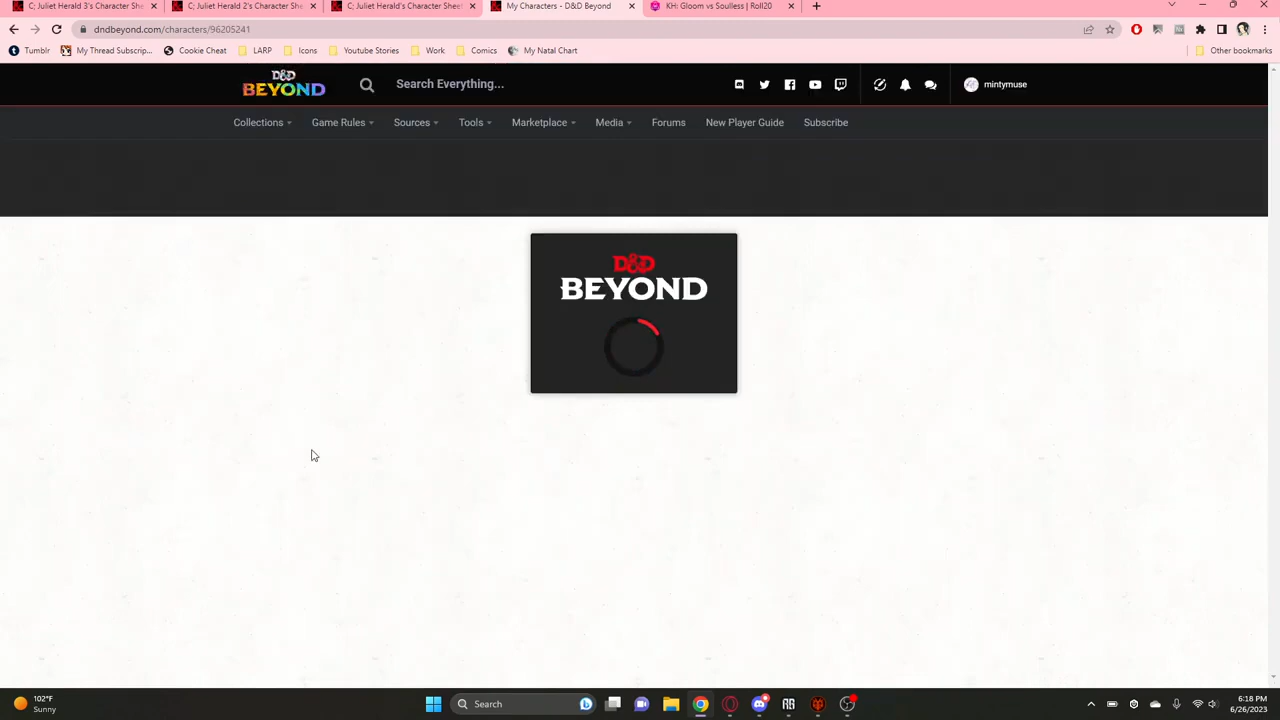 C; Juliet Herald 3's Character She
C; Juliet Herald 2's Character She
C; Juliet Herald's Character Sheet
My Characters - D&D Beyond
KH: Gloom vs Soulless | Roll20
dndbeyond.com/characters/96205241
Tumblr
My Thread Subscrip...
Cookie Cheat
LARP
Icons
Youtube Stories
Work
Comics
My Natal Chart
Other bookmarks
D&D
BEYOND
Search Everything...
mintymuse
Collections
Game Rules
Sources
Tools
Marketplace
Media
Forums
New Player Guide
Subscribe
D&D
BEYOND
102°F
Sunny
Search
6:18 PM
6/26/2023